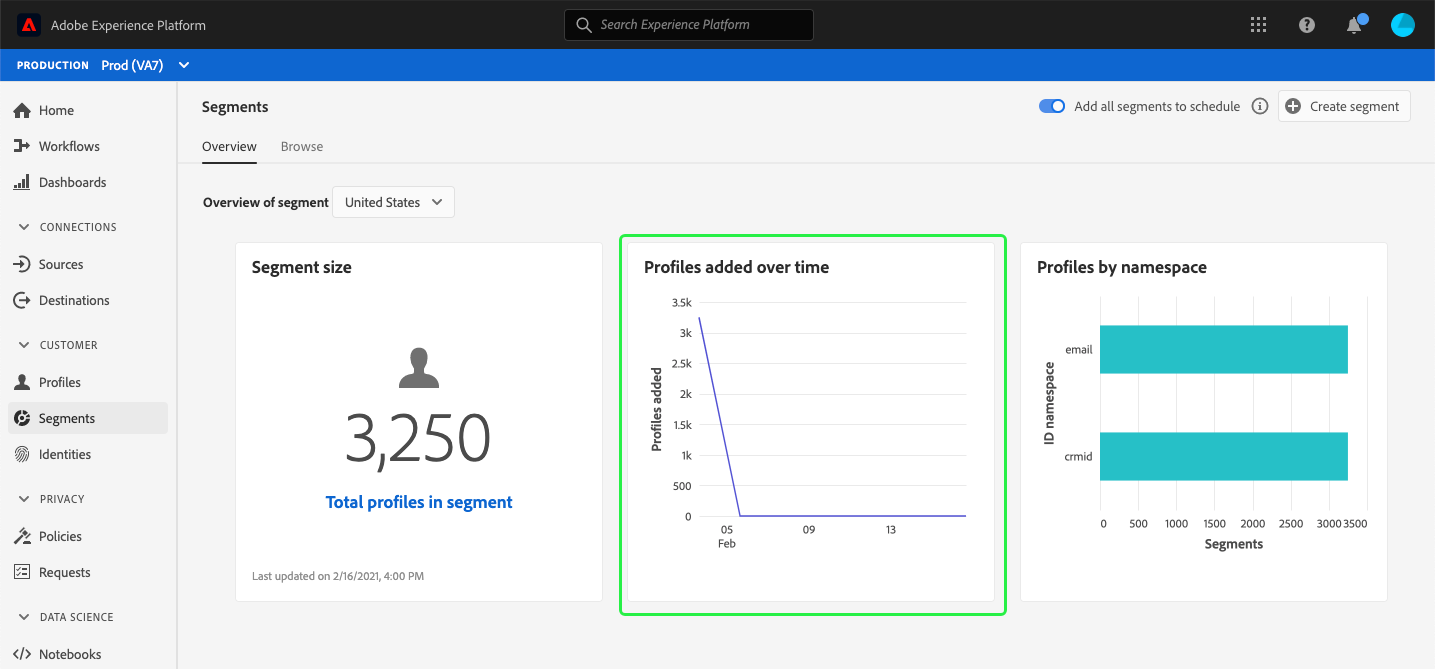 Adobe Experience Platform
Search Experience Platform
PRODUCTION Prod (VA7)
Home
Workflows
Dashboards
CONNECTIONS
Sources
Destinations
CUSTOMER
Profiles
Segments
Identities
PRIVACY
Policies
Requests
DATA SCIENCE
Notebooks
Segments
Add all segments to schedule
Create segment
Overview Browse
Overview of segment United States
Segment size
3,250
Total profiles in segment
Last updated on 2/16/2021, 4:00 PM
Profiles added over time
Profiles added
3.5k
3k
2.5k
2k
1.5k
1k
500
0
05 09 13
Feb
Profiles by namespace
ID namespace
email
crmid
0 500 1000 1500 2000 2500 3000 3500
Segments